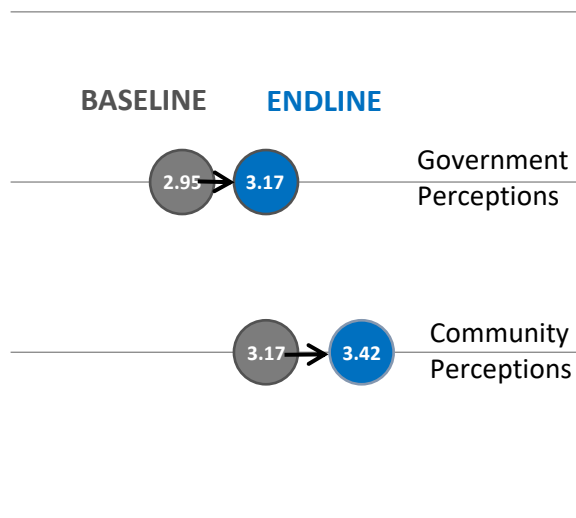 BASELINE ENDLINE
2.95 3.17 Government
Perceptions
3.17 3.42 Community
Perceptions